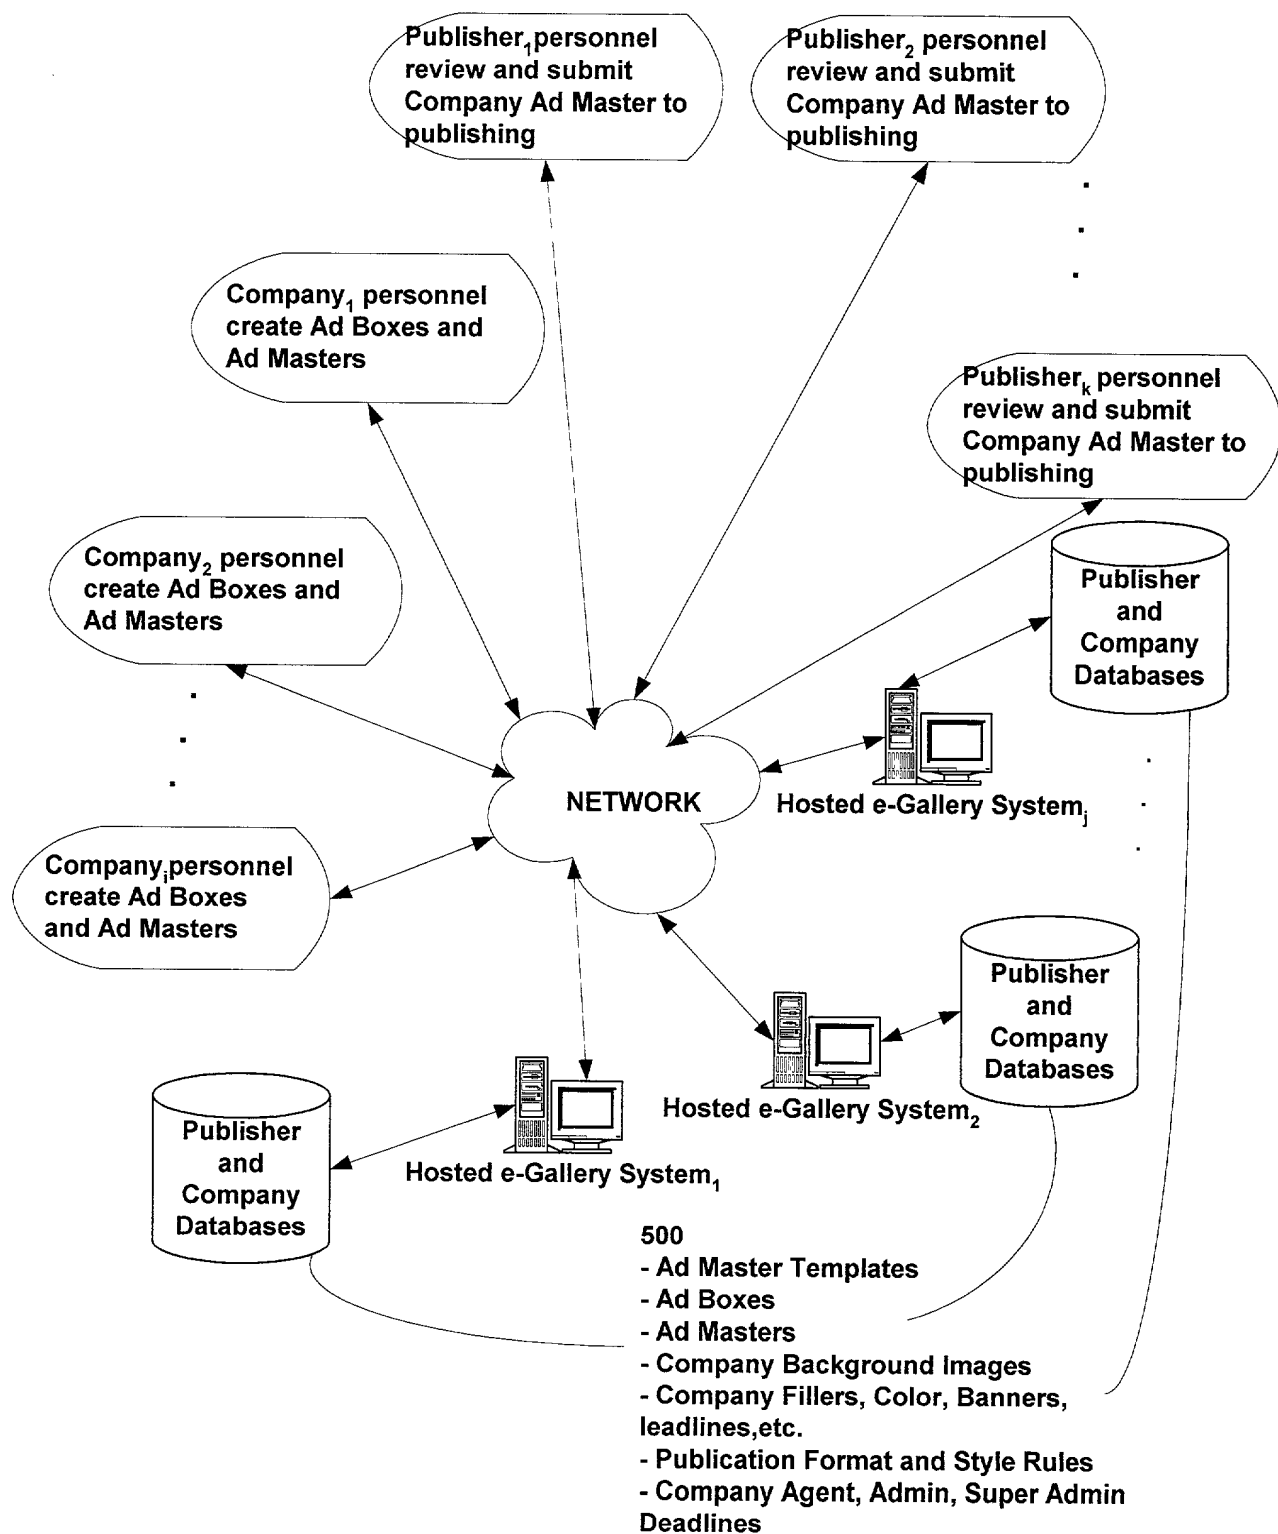 Publisher₁personnel
review and submit
Company Ad Master to
publishing
Publisher₂ personnel
review and submit
Company Ad Master to
publishing
Company₁ personnel
create Ad Boxes and
Ad Masters
Publisherₖ personnel
review and submit
Company Ad Master to
publishing
Company₂ personnel
create Ad Boxes and
Ad Masters
Publisher
and
Company
Databases
NETWORK
Hosted e-Gallery Systemⱼ
Companyᵢpersonnel
create Ad Boxes
and Ad Masters
Publisher
and
Company
Databases
Hosted e-Gallery System₂
Publisher
and
Company
Databases
Hosted e-Gallery System₁
500
- Ad Master Templates
- Ad Boxes
- Ad Masters
- Company Background Images
- Company Fillers, Color, Banners,
leadlines,etc.
- Publication Format and Style Rules
- Company Agent, Admin, Super Admin
Deadlines